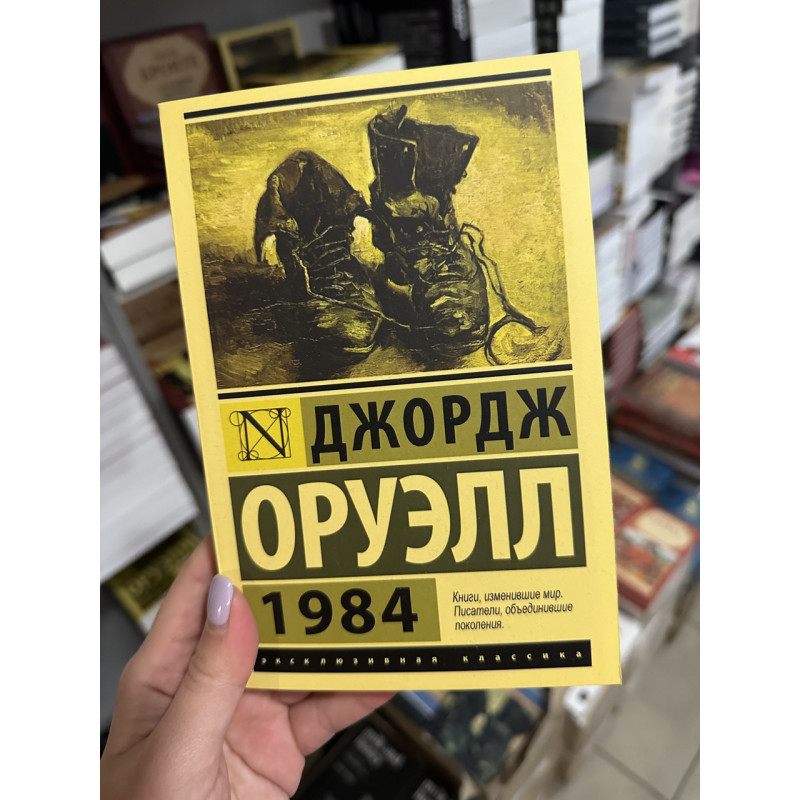 N
ДЖОРДЖ
ОРУЭЛЛ
1984
Книги, изменившие мир.
Писатели, объединившие
поколения.
эксклюзивная классика